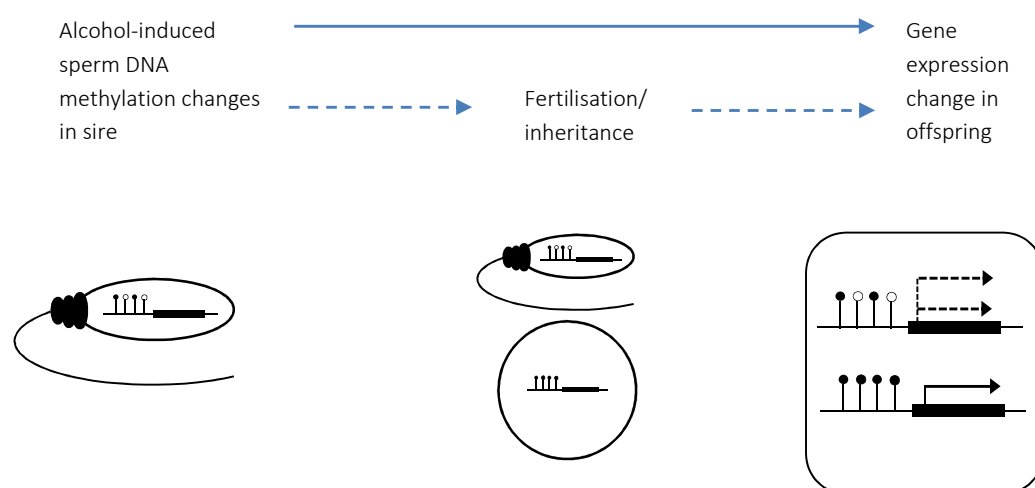 Alcohol-induced
sperm DNA
methylation changes
in sire
Fertilisation/
inheritance
Gene
expression
change in
offspring